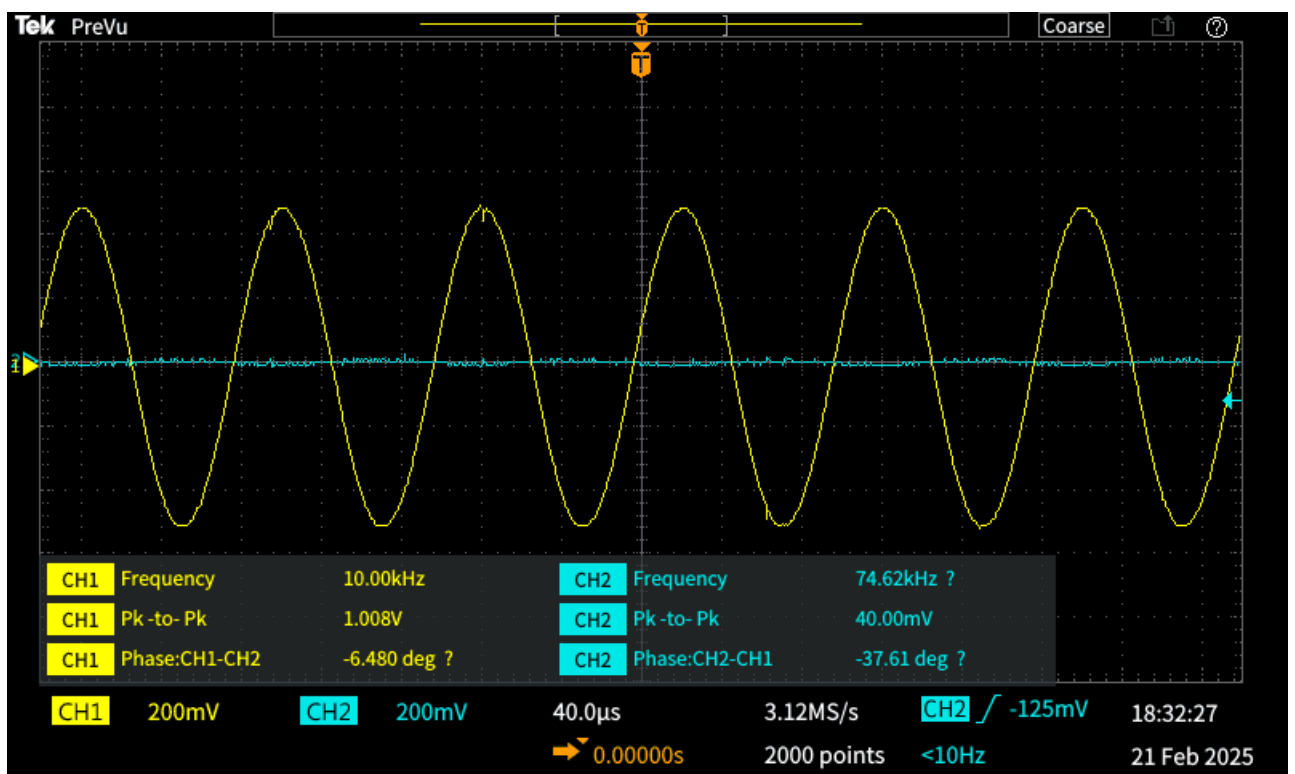 Tek PreVu T Coarse ?
T
2
1
CH1 Frequency 10.00kHz CH2 Frequency 74.62kHz ?
CH1 Pk -to- Pk 1.008V CH2 Pk -to- Pk 40.00mV
CH1 Phase:CH1-CH2 -6.480 deg ? CH2 Phase:CH2-CH1 -37.61 deg ?
CH1 200mV CH2 200mV 40.0µs 3.12MS/s CH2 -125mV 18:32:27
0.00000s 2000 points <10Hz 21 Feb 2025